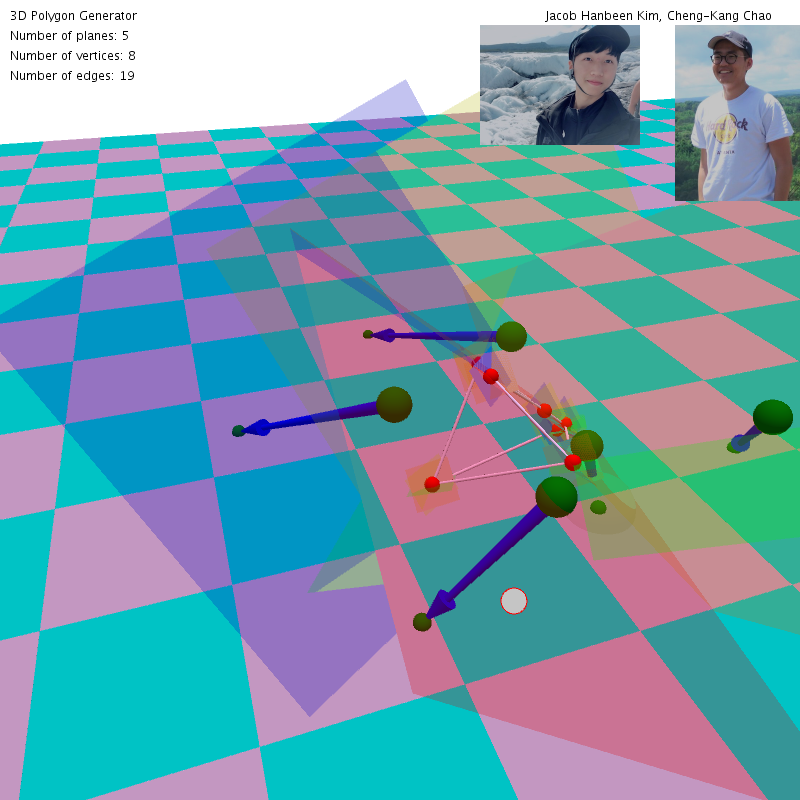 3D Polygon Generator
Jacob Hanbeen Kim, Cheng-Kang Chao
Number of planes: 5
Number of vertices: 8
Number of edges: 19